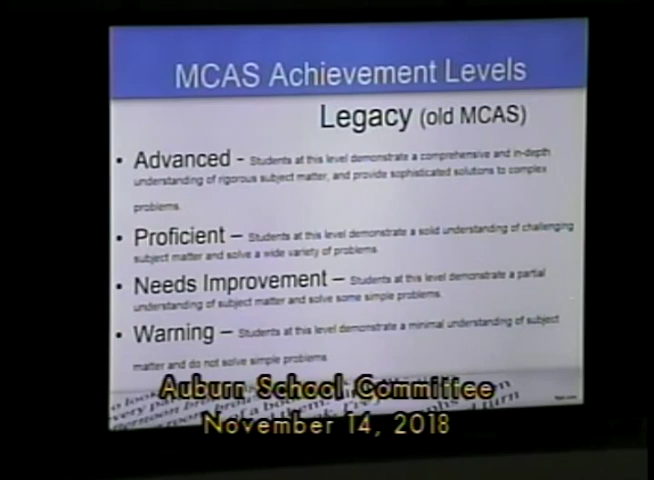 MCAS Achievement Levels
Legacy (old MCAS)
• Advanced – Students at this level demonstrate a comprehensive and in-depth
understanding of rigorous subject matter, and provide sophisticated solutions to complex
problems.
• Proficient – Students at this level demonstrate a solid understanding of challenging
subject matter and solve a wide variety of problems.
• Needs Improvement – Students at this level demonstrate a partial
understanding of subject matter and solve some simple problems.
• Warning – Students at this level demonstrate a minimal understanding of subject
matter and do not solve simple problems.
Auburn School Committee
November 14, 2018